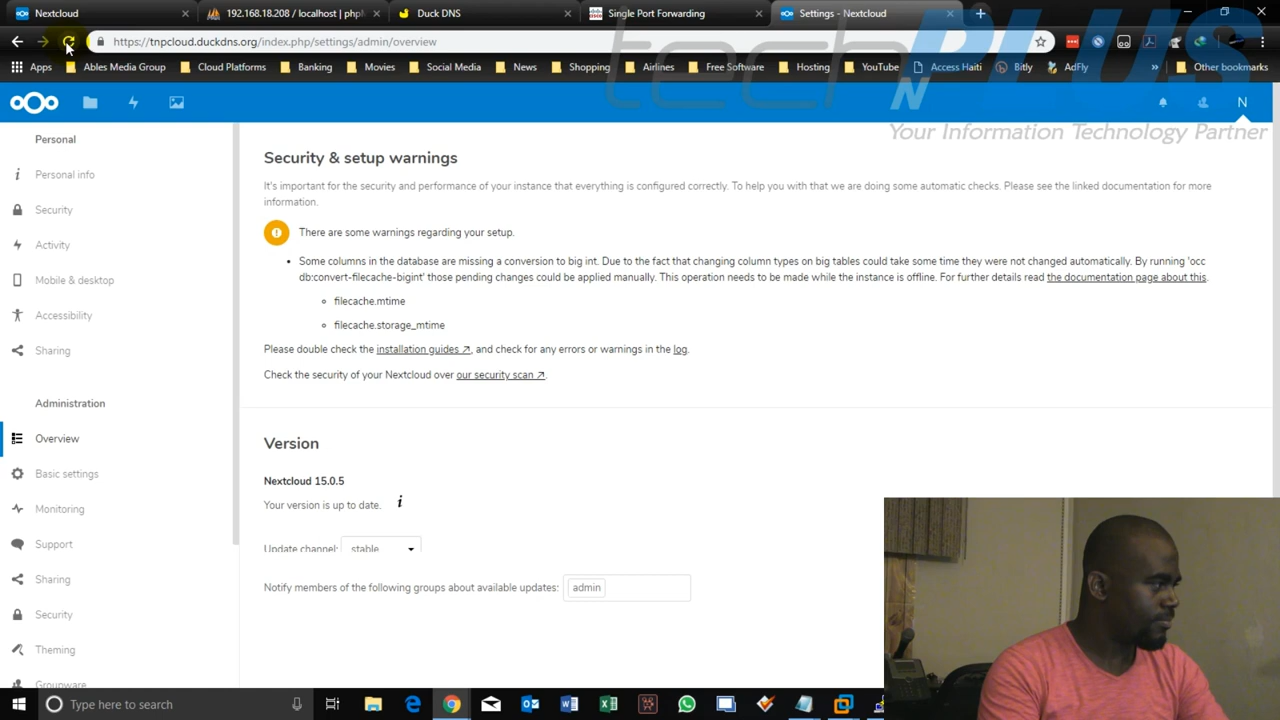 Nextcloud
192.168.18.208 / localhost | php
Duck DNS
Single Port Forwarding
Settings - Nextcloud
https://tnpcloud.duckdns.org/index.php/settings/admin/overview
Apps
Ables Media Group
Cloud Platforms
Banking
Movies
Social Media
News
Shopping
Airlines
Free Software
Hosting
YouTube
Access Haiti
Bitly
AdFly
»
Other bookmarks
tech N PLUS
Your Information Technology Partner
N
Personal
Personal info
Security
Activity
Mobile & desktop
Accessibility
Sharing
Administration
Overview
Basic settings
Monitoring
Support
Sharing
Security
Theming
Groupware
Security & setup warnings
It's important for the security and performance of your instance that everything is configured correctly. To help you with that we are doing some automatic checks. Please see the linked documentation for more
information.
There are some warnings regarding your setup.
Some columns in the database are missing a conversion to big int. Due to the fact that changing column types on big tables could take some time they were not changed automatically. By running 'occ
db:convert-filecache-bigint' those pending changes could be applied manually. This operation needs to be made while the instance is offline. For further details read the documentation page about this.
filecache.mtime
filecache.storage_mtime
Please double check the installation guides ↗, and check for any errors or warnings in the log.
Check the security of your Nextcloud over our security scan ↗.
Version
Nextcloud 15.0.5
Your version is up to date.
Update channel: stable
Notify members of the following groups about available updates: admin
Type here to search